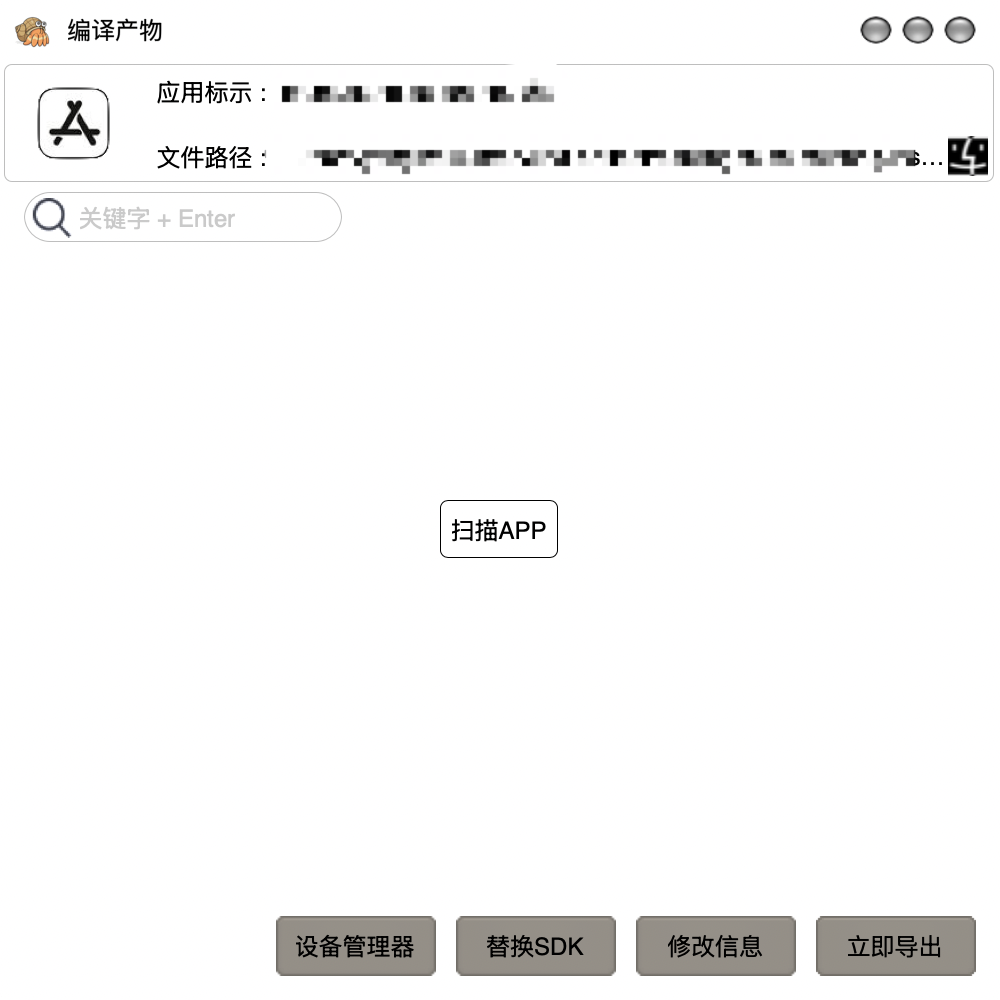 编译产物
应用标示：
文件路径： s...
关键字 + Enter
扫描APP
设备管理器
替换SDK
修改信息
立即导出